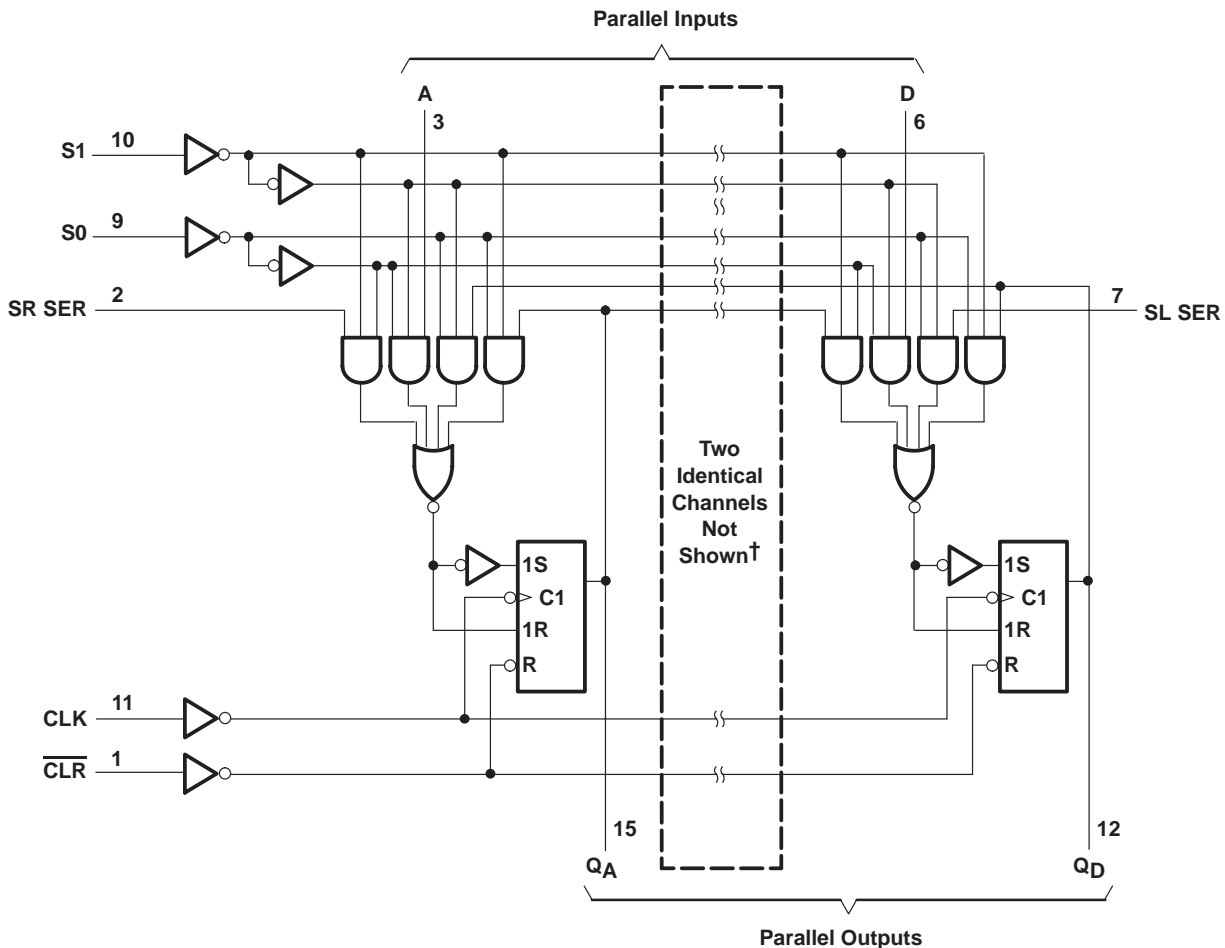 Parallel Inputs
A
D
3
6
S1
10
S0
9
SR SER
2
7
SL SER
Two
Identical
Channels
Not
Shown†
1S
C1
1R
R
1S
C1
1R
R
CLK
11
CLR
1
15
12
QA
QD
Parallel Outputs